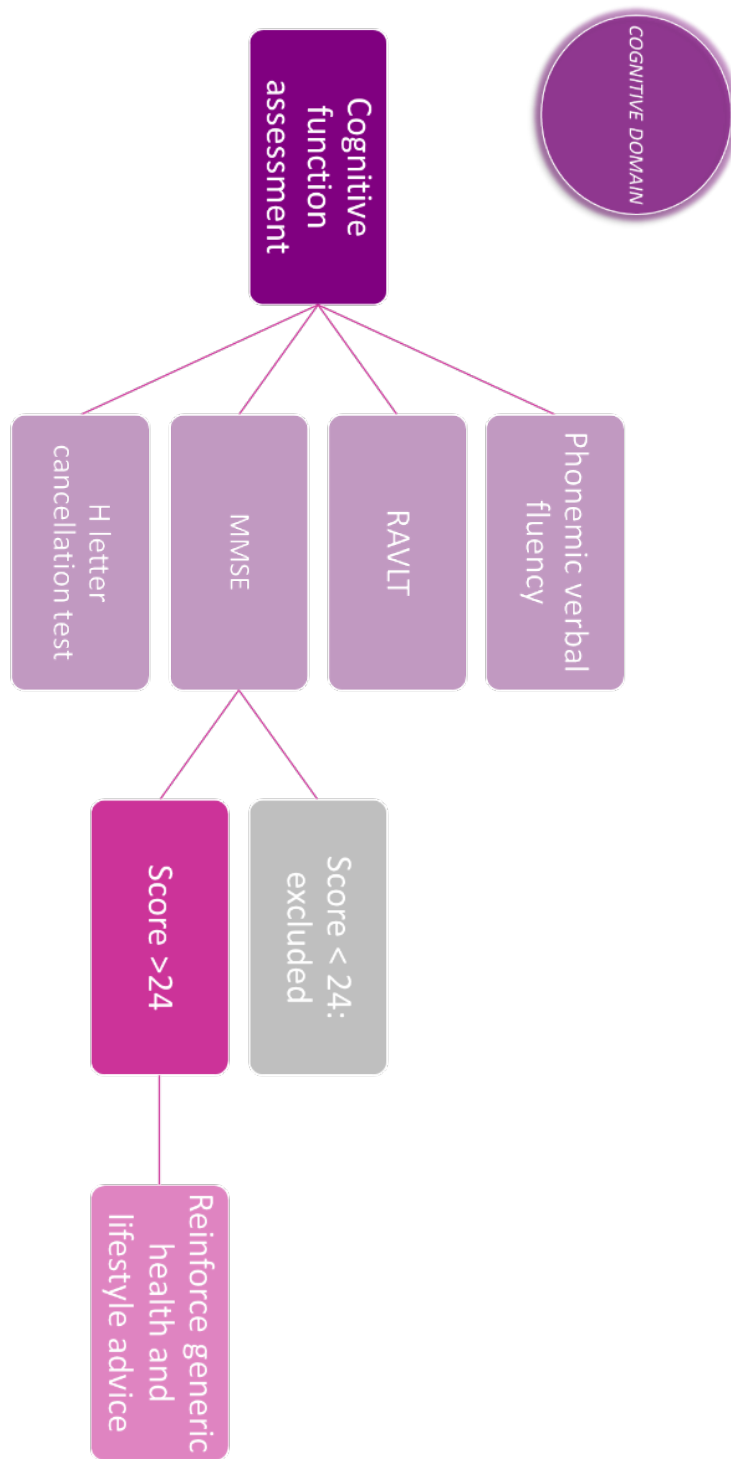 COGNITIVE DOMAIN
Cognitive
function
assessment
Phonemic verbal
fluency
RAVLT
MMSE
H letter
cancellation test
Score < 24:
excluded
Score >24
Reinforce generic
health and
lifestyle advice